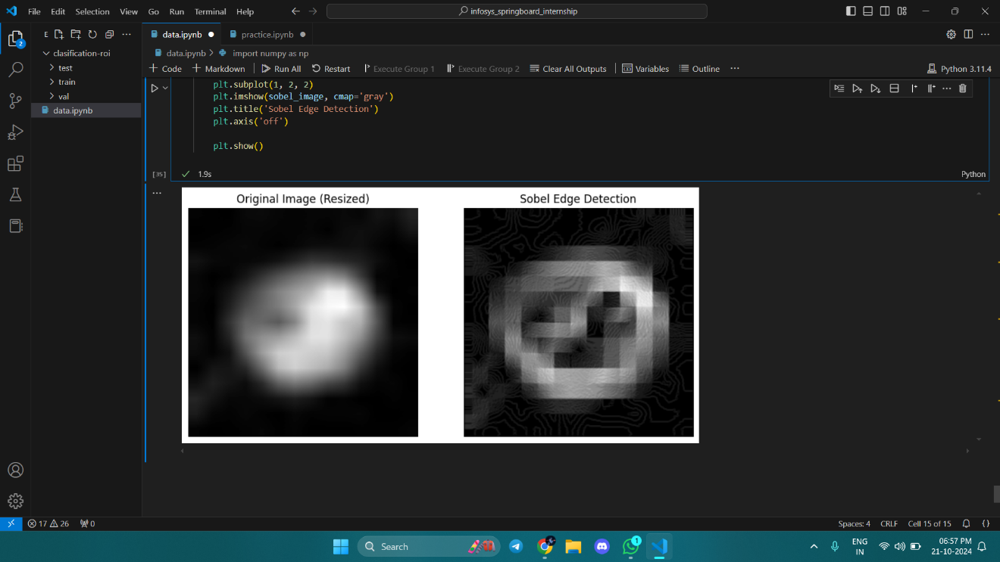 File Edit Selection View Go Run Terminal Help
infosys_springboard_internship
2
E
clasification-roi
test
train
val
data.ipynb
data.ipynb
practice.ipynb
data.ipynb > import numpy as np
Code Markdown Run All Restart Execute Group 1 Execute Group 2 Clear All Outputs Variables Outline ... Python 3.11.4
plt.subplot(1, 2, 2)
plt.imshow(sobel_image, cmap='gray')
plt.title('Sobel Edge Detection')
plt.axis('off')
plt.show()
[35] 1.9s Python
Original Image (Resized) Sobel Edge Detection
17 26 0 Spaces: 4 CRLF Cell 15 of 15 {}
Search
1
ENG
IN
06:57 PM
21-10-2024